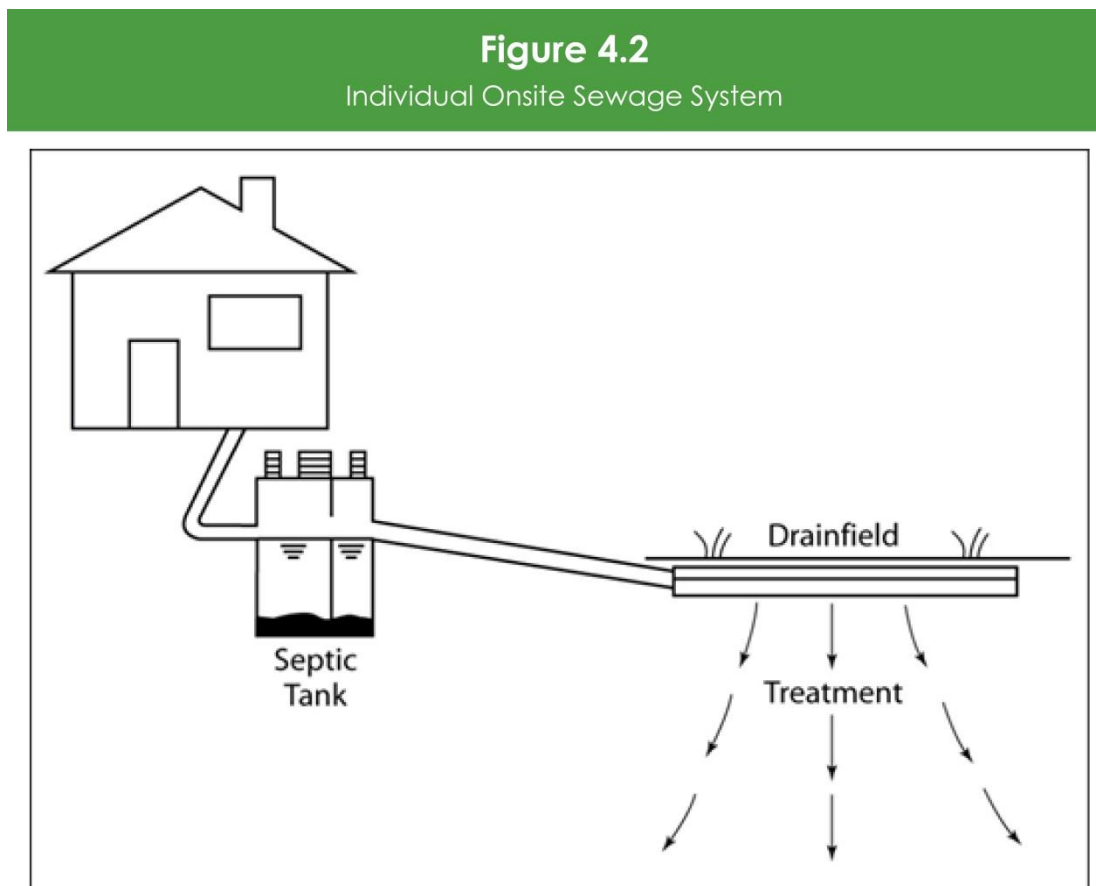 Figure 4.2
Individual Onsite Sewage System
Drainfield
Septic
Tank
Treatment